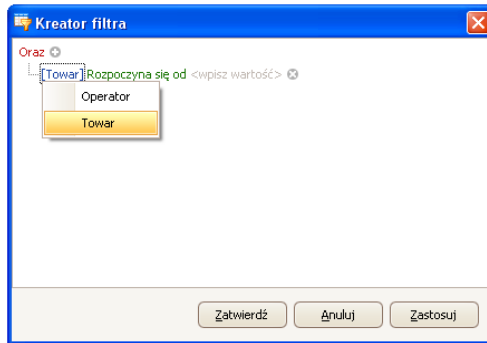 Kreator filtra
Oraz
[Towar] Rozpoczyna się od <wpisz wartość>
Operator
Towar
Zatwierdź Anuluj Zastosuj